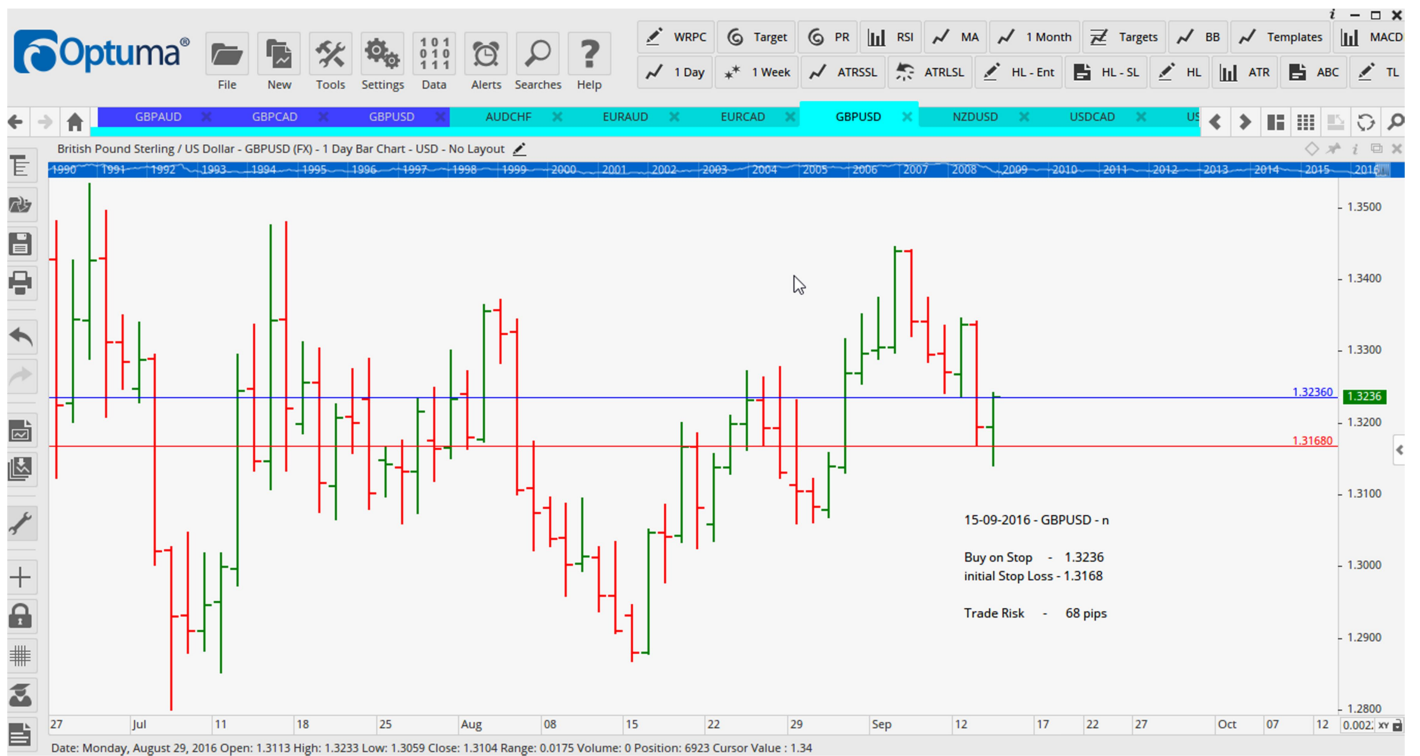 i
Optuma®
File New Tools Settings Data Alerts Searches Help
101
010
111
WRPC Target PR RSI MA 1 Month Targets BB Templates MACD
1 Day 1 Week ATRSSL ATRLSL HL - Ent HL - SL HL ATR ABC TL
GBPAUD GBPCAD GBPUSD AUDCHF EURAUD EURCAD GBPUSD NZDUSD USDCAD US
British Pound Sterling / US Dollar - GBPUSD (FX) - 1 Day Bar Chart - USD - No Layout
1990 1991 1992 1993 1994 1995 1996 1997 1998 1999 2000 2001 2002 2003 2004 2005 2006 2007 2008 2009 2010 2011 2012 2013 2014 2015 2016
1.3500
1.3400
1.3300
1.32360 1.3236
1.3200
1.31680
1.3100
15-09-2016 - GBPUSD - n
Buy on Stop - 1.3236
1.3000
initial Stop Loss - 1.3168
Trade Risk - 68 pips
1.2900
1.2800
27 Jul 11 18 25 Aug 08 15 22 29 Sep 12 17 22 27 Oct 07 12 0.002 XY
Date: Monday, August 29, 2016 Open: 1.3113 High: 1.3233 Low: 1.3059 Close: 1.3104 Range: 0.0175 Volume: 0 Position: 6923 Cursor Value : 1.34